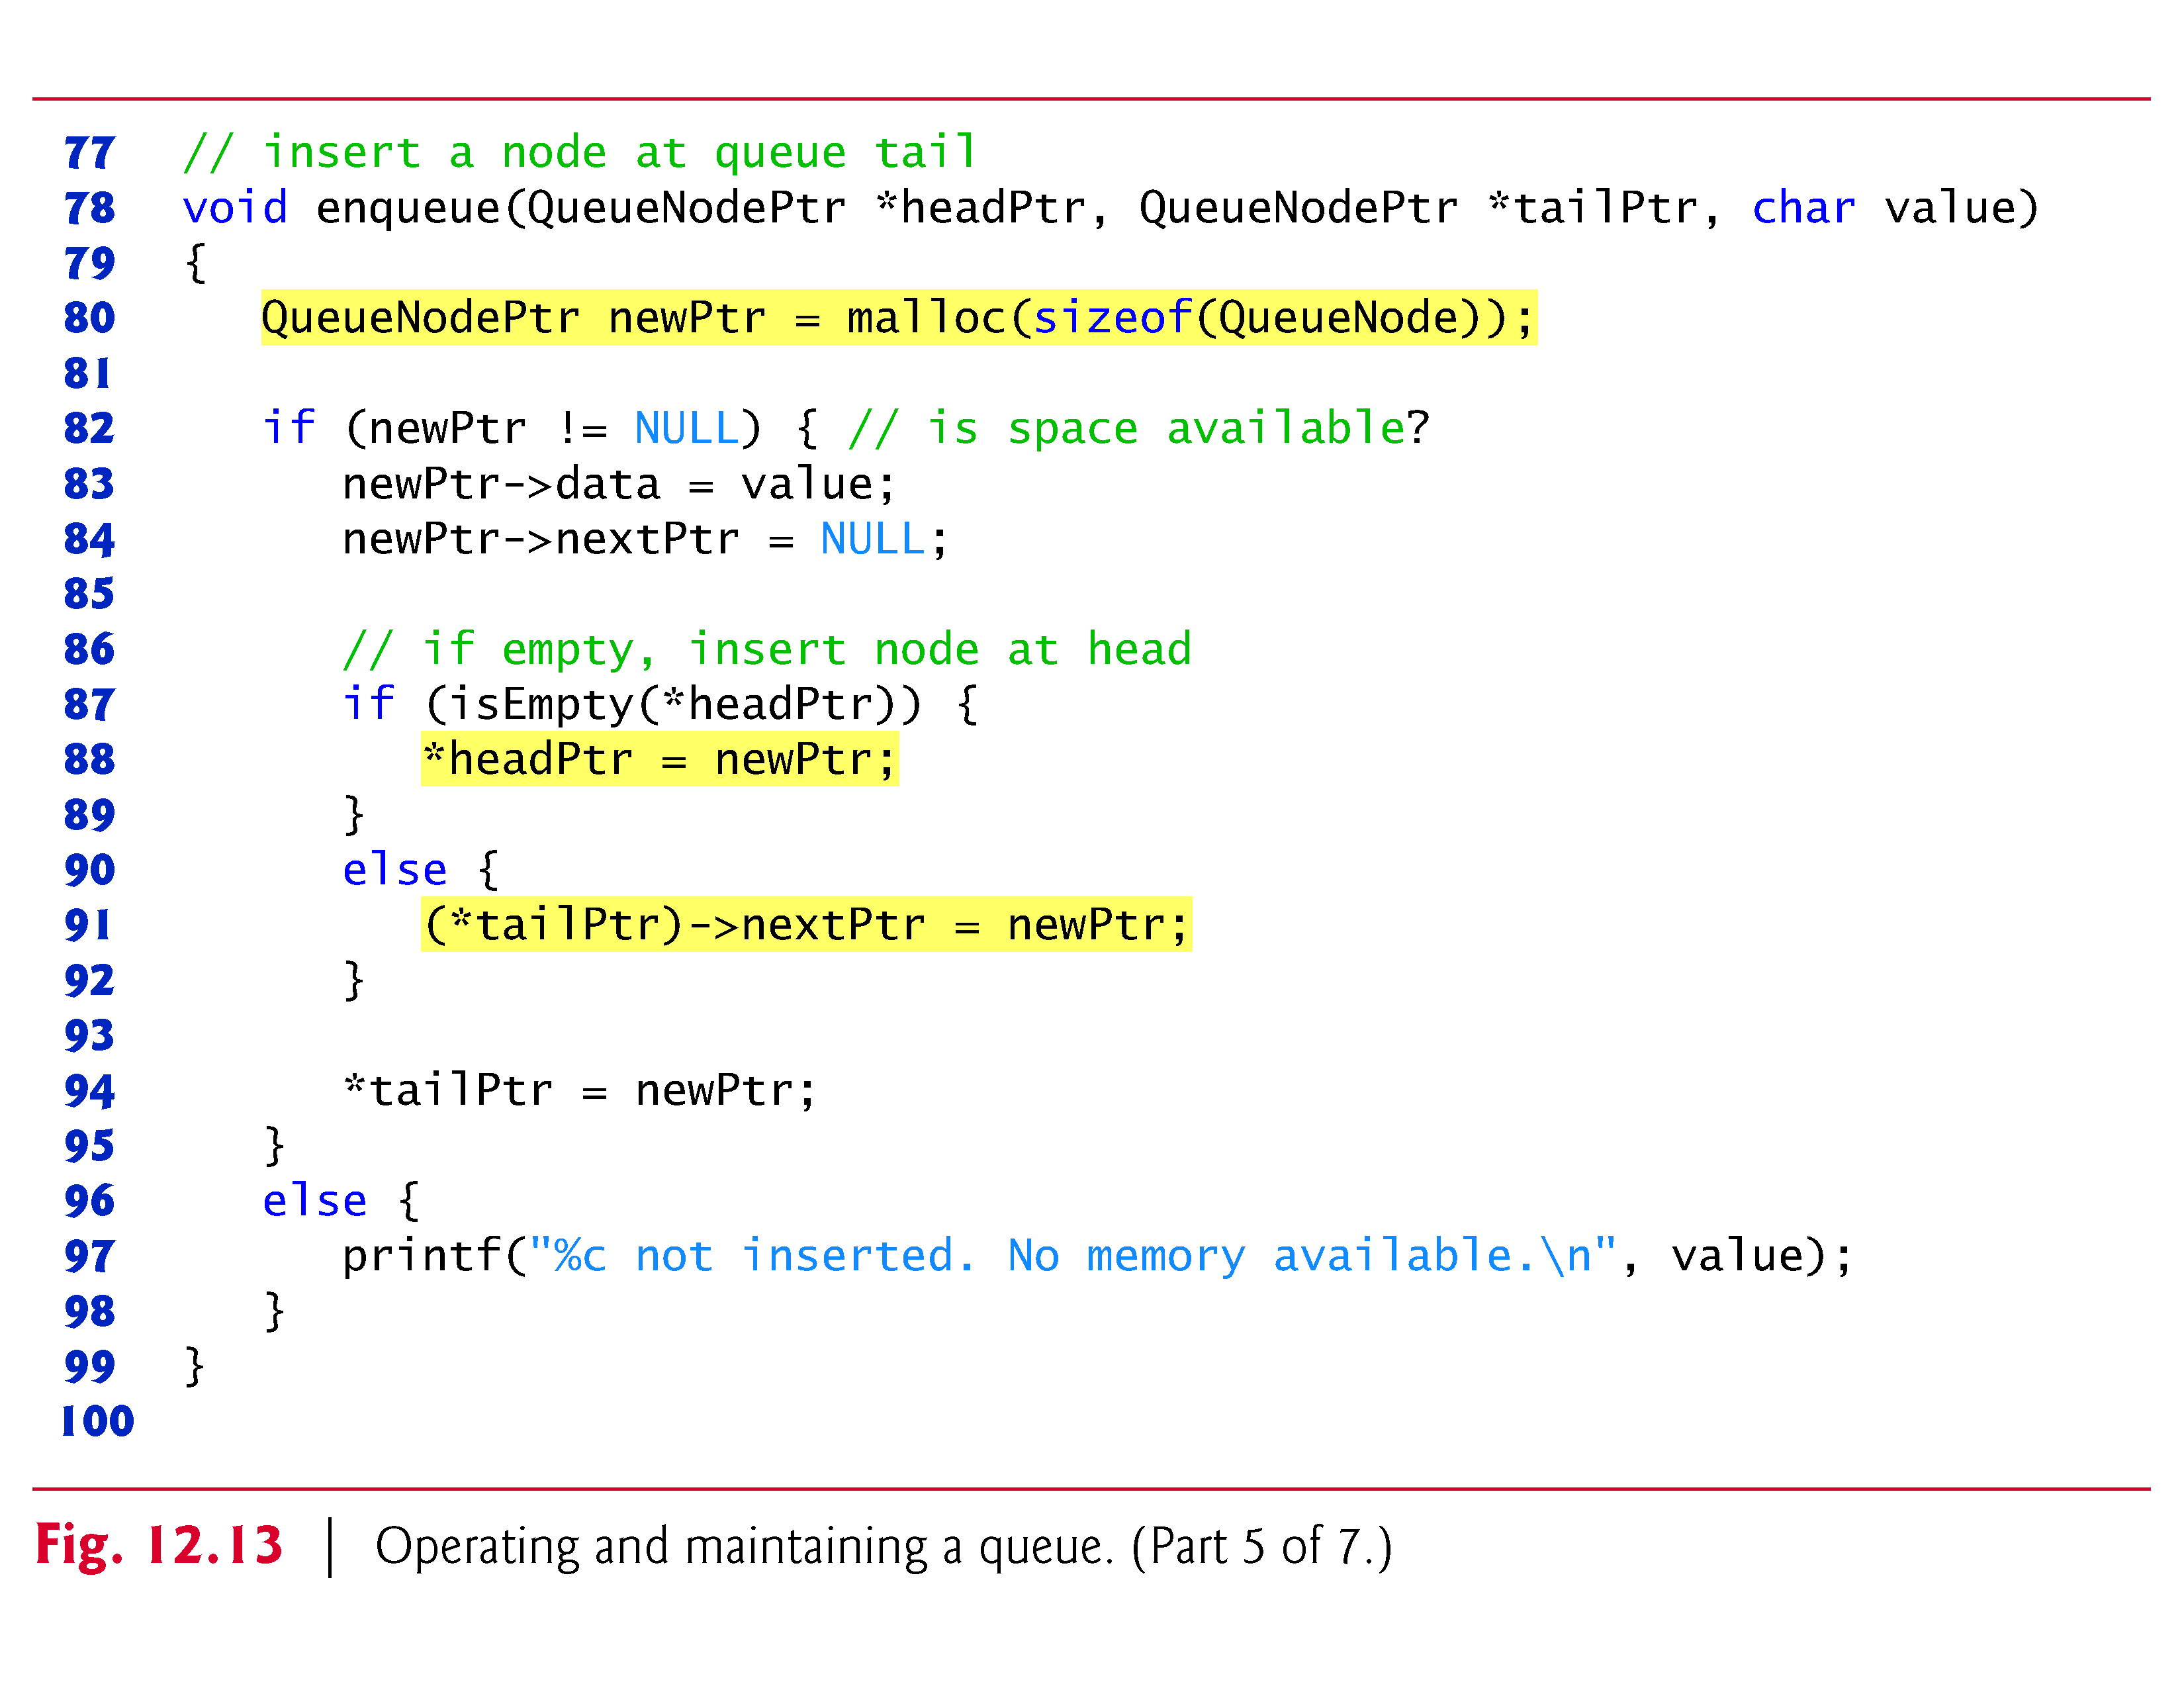 77 // insert a node at queue tail
78 void enqueue(QueueNodePtr *headPtr, QueueNodePtr *tailPtr, char value)
79 {
80 QueueNodePtr newPtr = malloc(sizeof(QueueNode));
81
82 if (newPtr != NULL) { // is space available?
83 newPtr->data = value;
84 newPtr->nextPtr = NULL;
85
86 // if empty, insert node at head
87 if (isEmpty(*headPtr)) {
88 *headPtr = newPtr;
89 }
90 else {
91 (*tailPtr)->nextPtr = newPtr;
92 }
93
94 *tailPtr = newPtr;
95 }
96 else {
97 printf("%c not inserted. No memory available.\n", value);
98 }
99 }
100
Fig. 12.13 | Operating and maintaining a queue. (Part 5 of 7.)